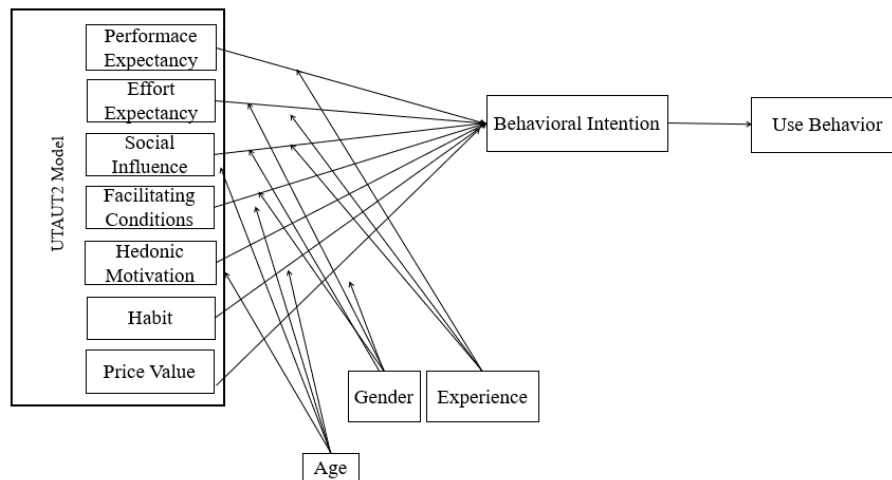 Performace
Expectancy
Effort
Expectancy
Social
Influence
Facilitating
Conditions
Hedonic
Motivation
Habit
Price Value
UTAUT2 Model
Behavioral Intention
Use Behavior
Gender
Experience
Age